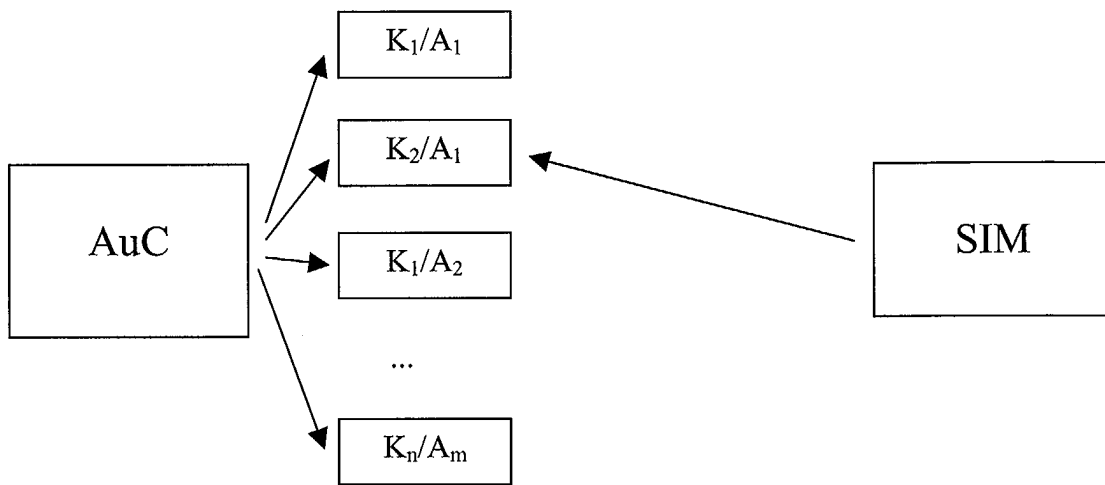 K₁/A₁
K₂/A₁
AuC
SIM
K₁/A₂
...
Kₙ/Aₘ